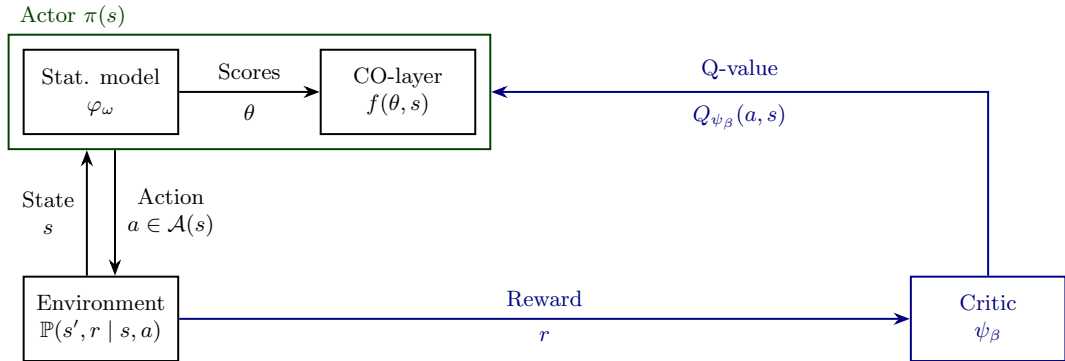 Actor π(s)
Stat. model
φ_ω
Scores
θ
CO-layer
f(θ, s)
Q-value
Q_{ψ_β}(a, s)
State
s
Action
a ∈ 𝒜(s)
Environment
ℙ(s′, r | s, a)
Reward
r
Critic
ψ_β